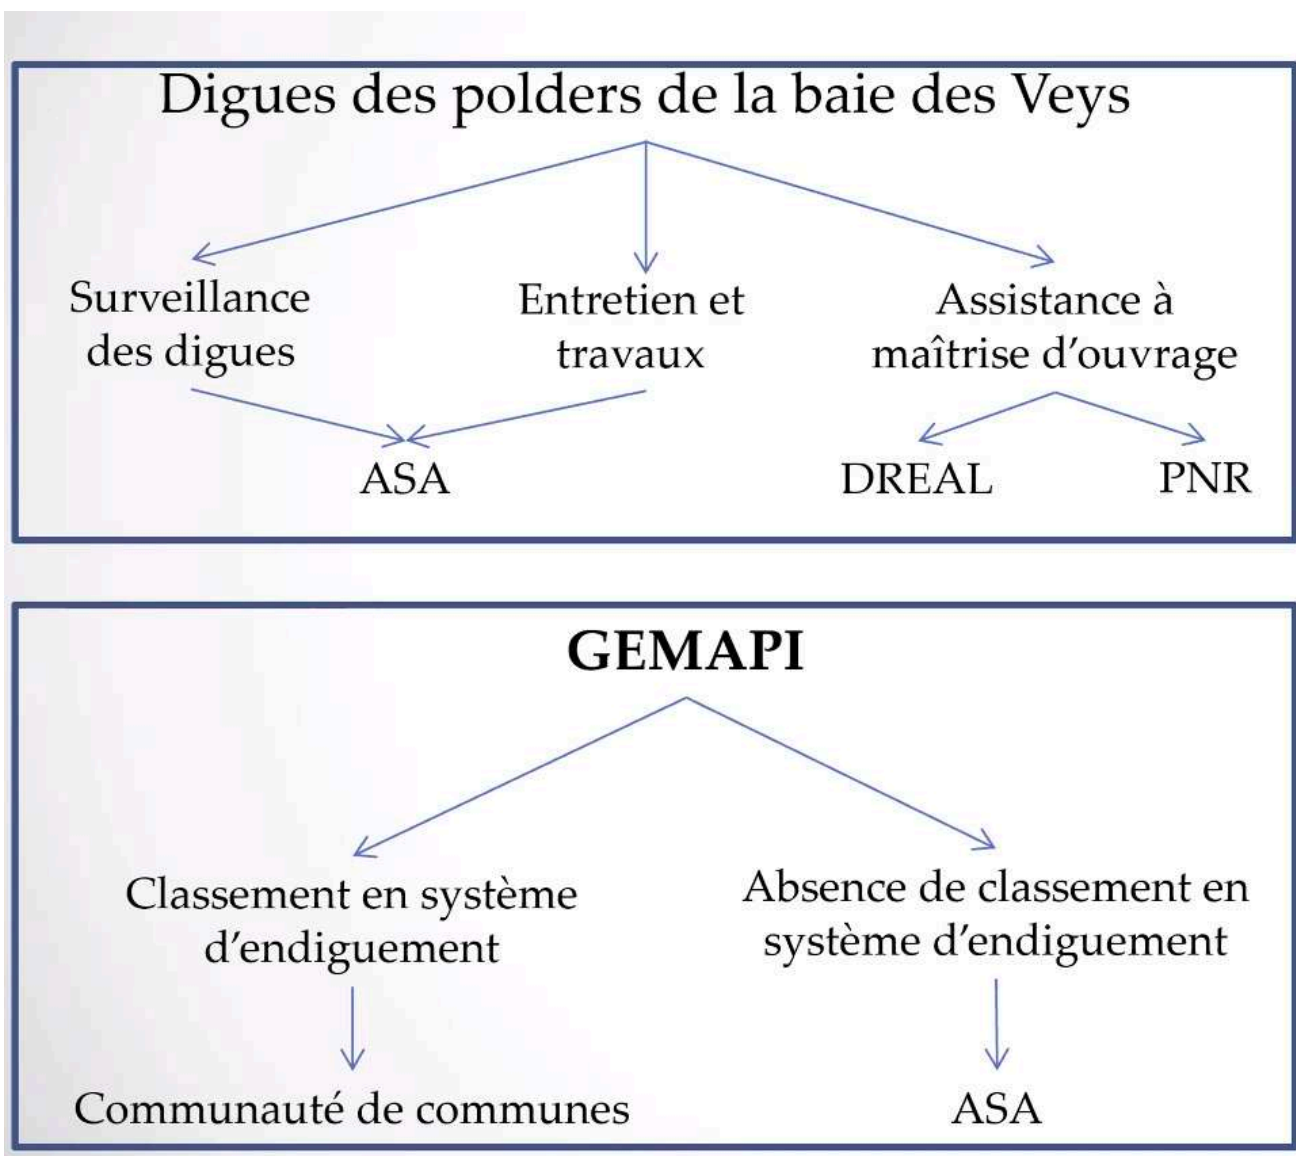 Digues des polders de la baie des Veys
Surveillance
des digues
Entretien et
travaux
Assistance à
maîtrise d'ouvrage
ASA
DREAL
PNR
GEMAPI
Classement en système
d'endiguement
Absence de classement en
système d'endiguement
Communauté de communes
ASA